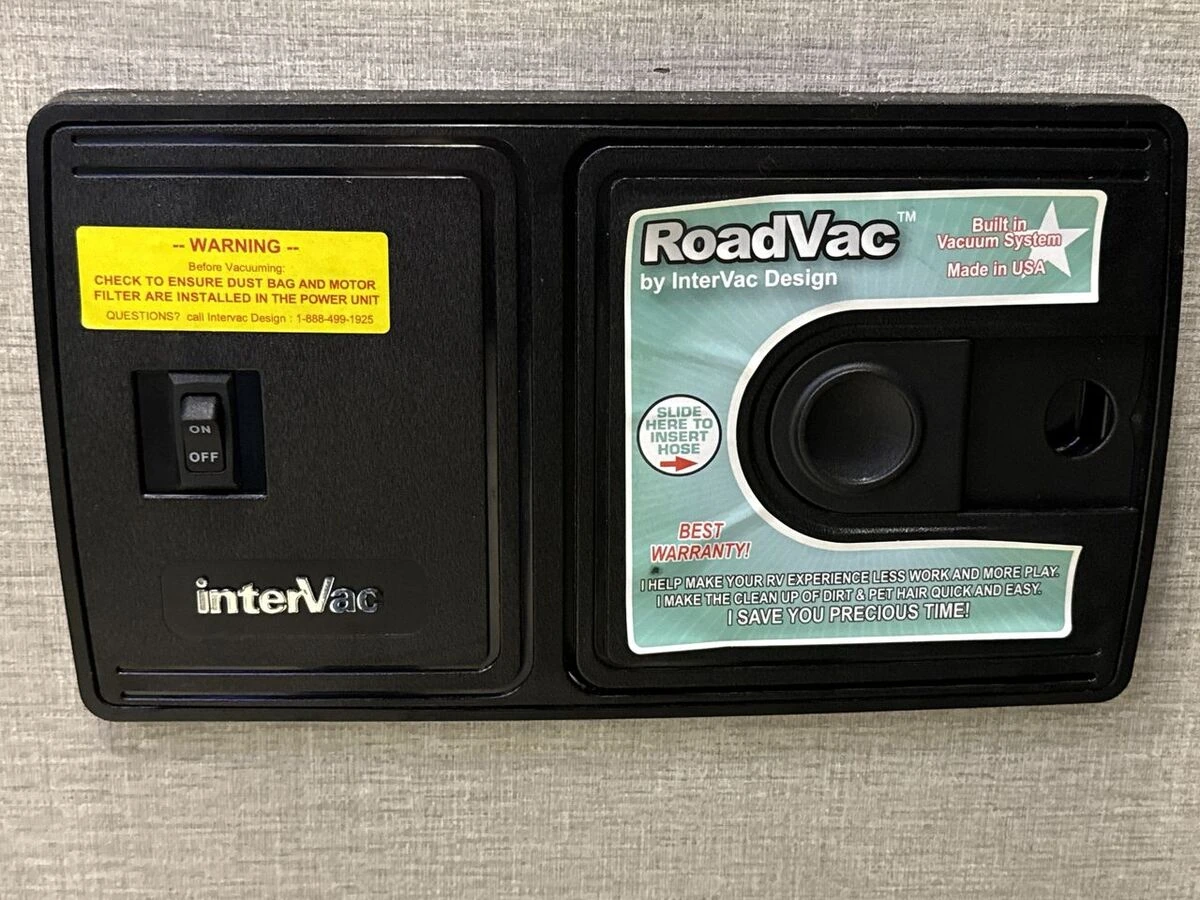 -- WARNING --
Before Vacuuming:
CHECK TO ENSURE DUST BAG AND MOTOR
FILTER ARE INSTALLED IN THE POWER UNIT
QUESTIONS? call Intervac Design : 1-888-499-1925
ON
OFF
interVac
RoadVac™
by InterVac Design
Built in
Vacuum System
Made in USA
SLIDE
HERE TO
INSERT
HOSE
BEST
WARRANTY!
I HELP MAKE YOUR RV EXPERIENCE LESS WORK AND MORE PLAY.
I MAKE THE CLEAN UP OF DIRT & PET HAIR QUICK AND EASY.
I SAVE YOU PRECIOUS TIME!